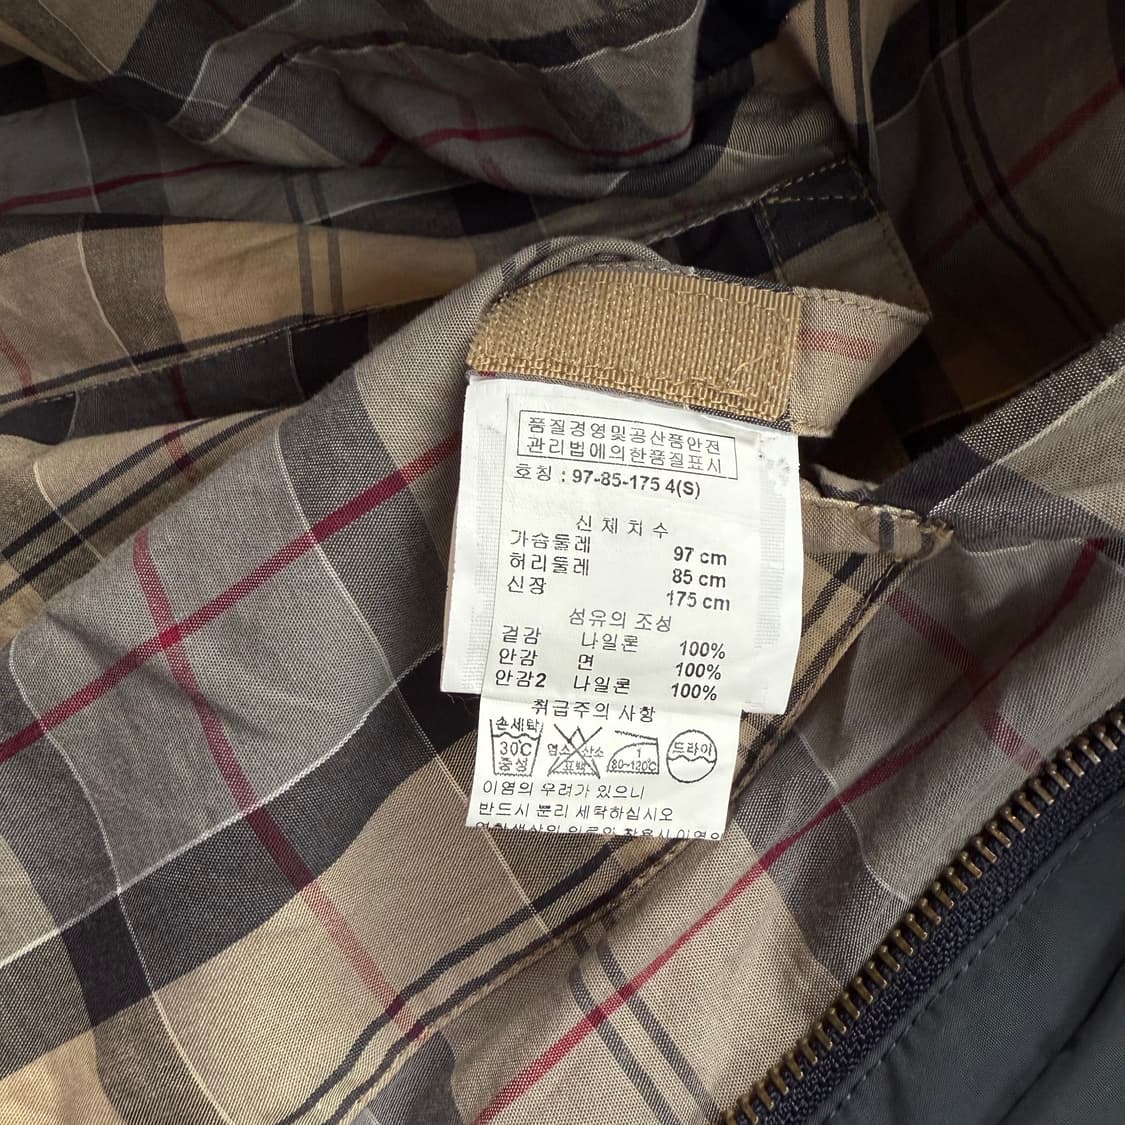 품질경영및공산품안전
관리법에의한품질표시
호칭 : 97-85-175 4(S)
신체치수
가슴둘레 97 cm
허리둘레 85 cm
신장 175 cm
섬유의 조성
겉감 나일론 100%
안감 면 100%
안감2 나일론 100%
취급주의 사항
손세탁
30℃
중성
염소 산소
표백
1
80~120℃
드라이
이염의 우려가 있으니
반드시 분리 세탁하십시오